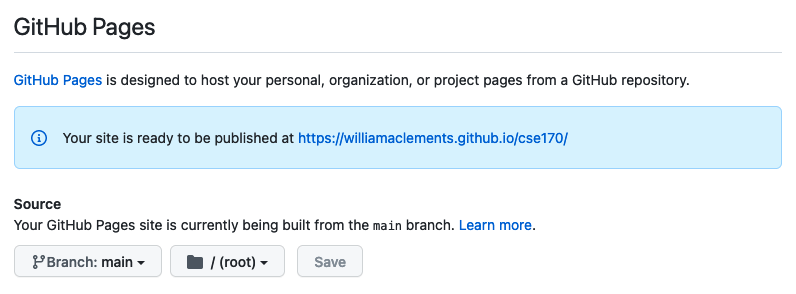 GitHub Pages
GitHub Pages is designed to host your personal, organization, or project pages from a GitHub repository.
Your site is ready to be published at https://williamaclements.github.io/cse170/
Source
Your GitHub Pages site is currently being built from the main branch. Learn more.
Branch: main / (root) Save